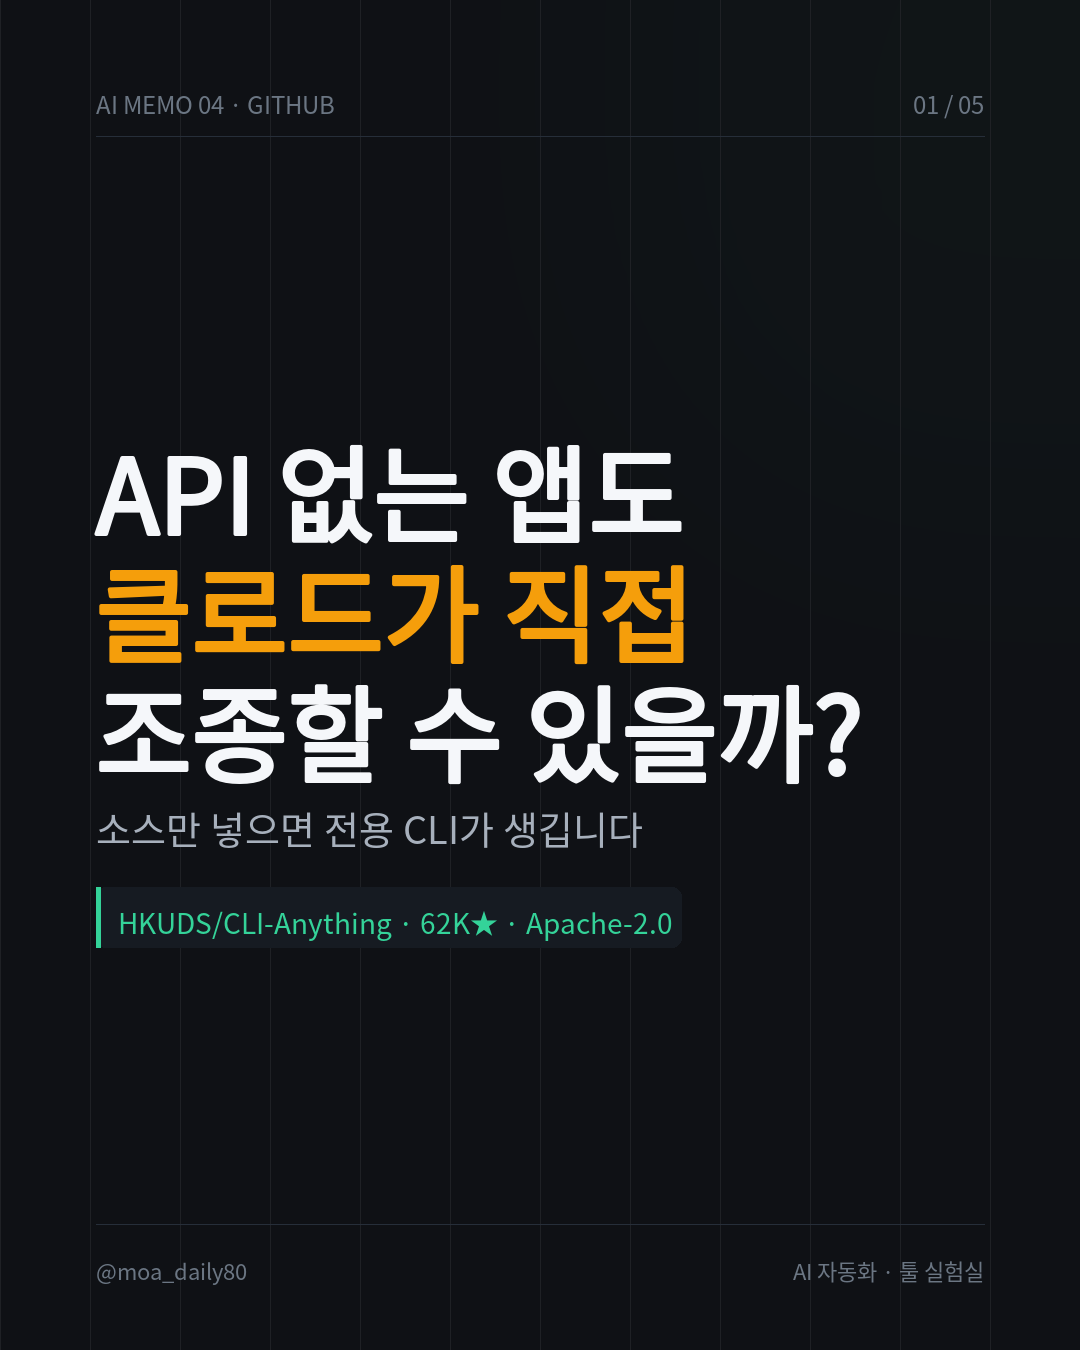 AI MEMO 04 · GITHUB
01 / 05
API 없는 앱도
클로드가 직접
조종할 수 있을까?
소스만 넣으면 전용 CLI가 생깁니다
HKUDS/CLI-Anything · 62K★ · Apache-2.0
@moa_daily80
AI 자동화 · 툴 실험실